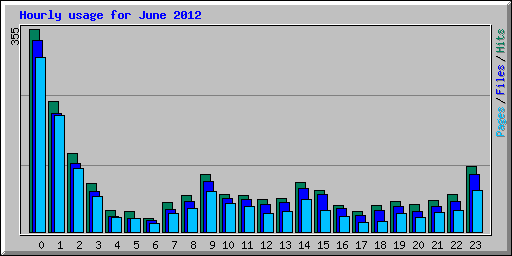 Hourly usage for June 2012
355
Pages / Files / Hits
0 1 2 3 4 5 6 7 8 9 10 11 12 13 14 15 16 17 18 19 20 21 22 23